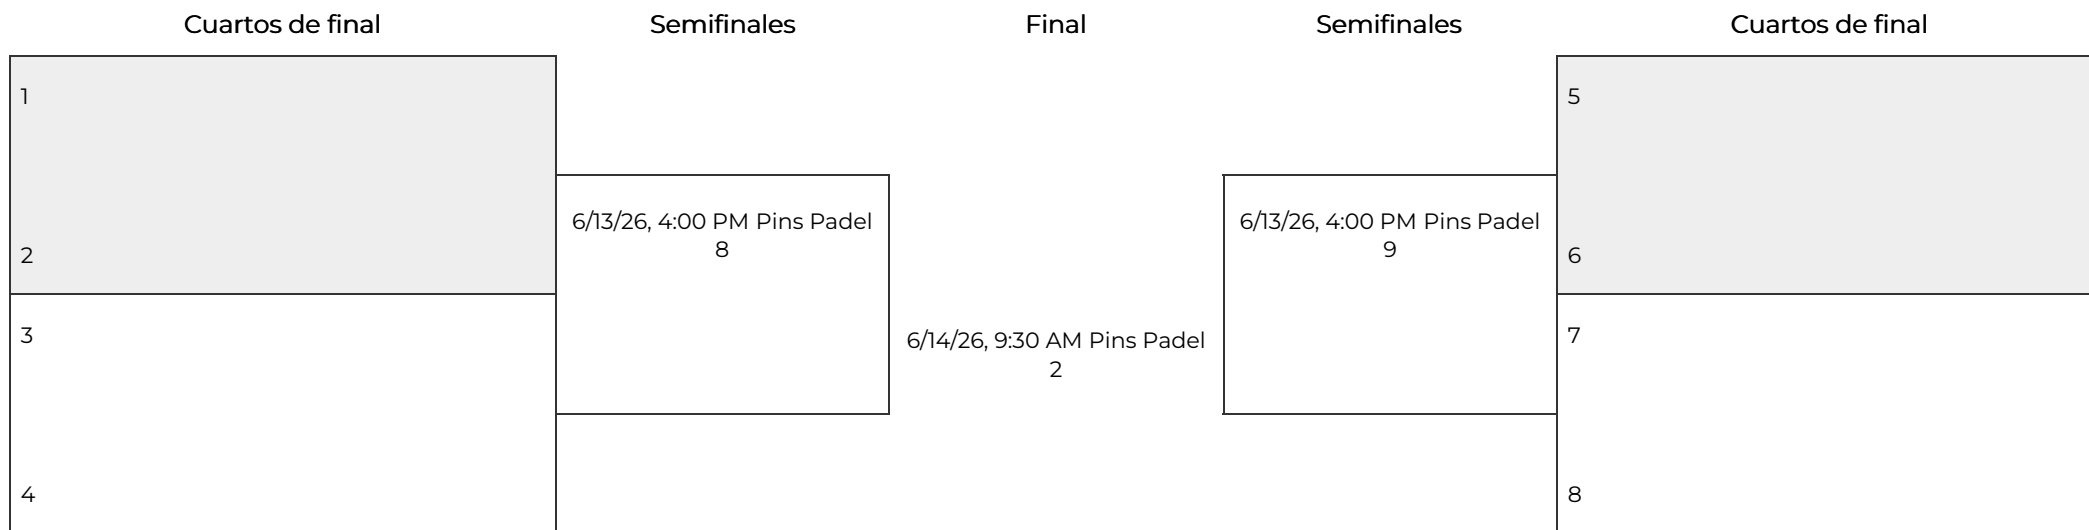 Cuartos de final
Semifinales
Final
Semifinales
Cuartos de final
1
2
3
4
6/13/26, 4:00 PM Pins Padel
8
6/14/26, 9:30 AM Pins Padel
2
6/13/26, 4:00 PM Pins Padel
9
5
6
7
8